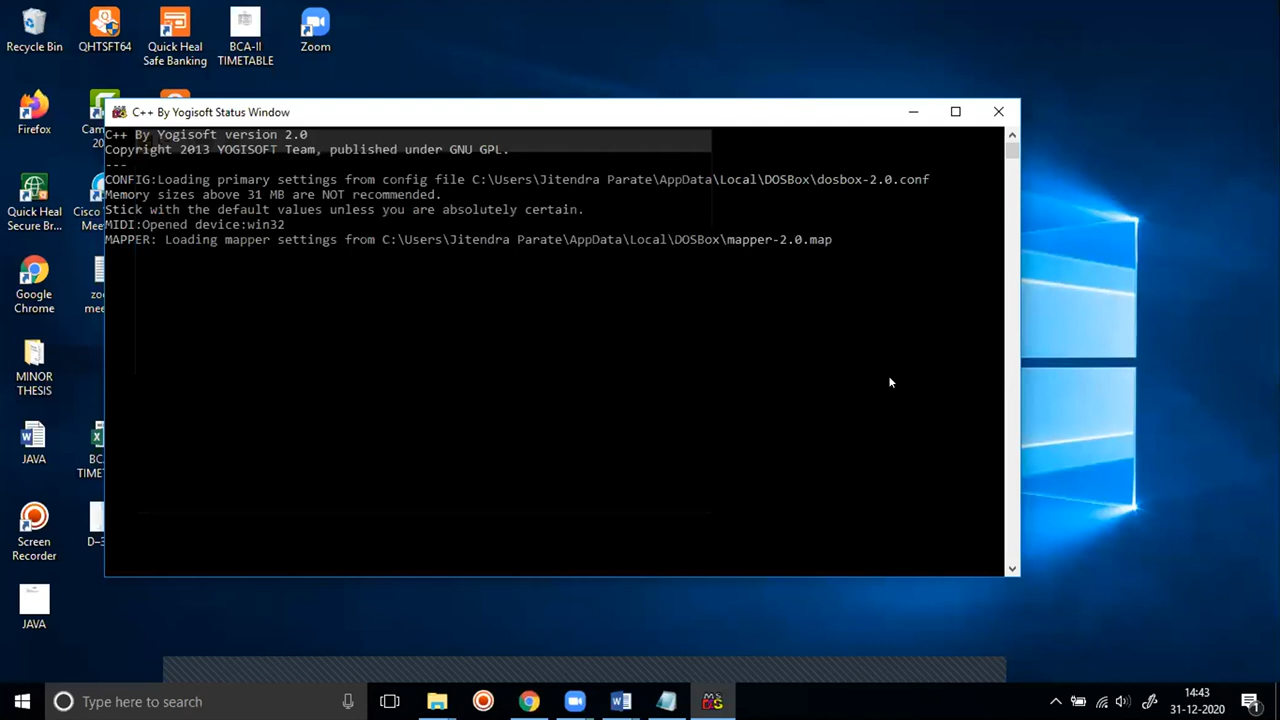 Recycle Bin
QHTSFT64
Quick Heal
Safe Banking
BCA-II
TIMETABLE
Zoom
Firefox
Quick Heal
Secure Br...
Google
Chrome
MINOR
THESIS
JAVA
Screen
Recorder
JAVA
C++ By Yogisoft Status Window
C++ By Yogisoft version 2.0
Copyright 2013 YOGISOFT Team, published under GNU GPL.
---
CONFIG:Loading primary settings from config file C:\Users\Jitendra Parate\AppData\Local\DOSBox\dosbox-2.0.conf
Memory sizes above 31 MB are NOT recommended.
Stick with the default values unless you are absolutely certain.
MIDI:Opened device:win32
MAPPER: Loading mapper settings from C:\Users\Jitendra Parate\AppData\Local\DOSBox\mapper-2.0.map
Type here to search
14:43
31-12-2020
1